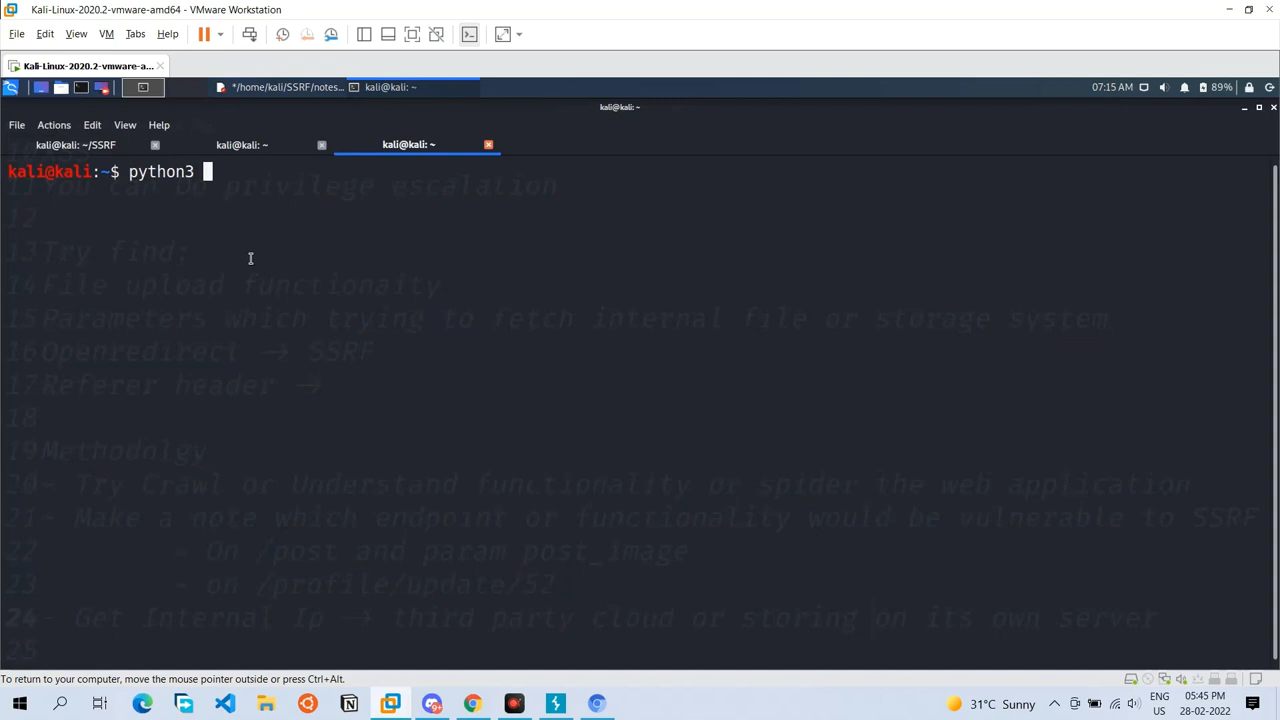 Kali-Linux-2020.2-vmware-amd64 - VMware Workstation
File Edit View VM Tabs Help
Kali-Linux-2020.2-vmware-a...
*/home/kali/SSRF/notes... kali@kali: ~ 07:15 AM 89%
kali@kali: ~
File Actions Edit View Help
kali@kali: ~/SSRF kali@kali: ~ kali@kali: ~
kali@kali:~$ python3
11You can Do privilege escalation
12
13Try find:
14File upload functionaity
15Parameters which trying to fetch internal file or storage system
16Openredirect -> SSRF
17Referer header ->
18
19Methodolgy
20- Try Crawl or Understand functionality or spider the web application
21- Make a note which endpoint or functionality would be vulnerable to SSRF
22 - On /post and param post_image
23 - on /profile/update/52
24- Get Internal Ip -> third party cloud or storing on its own server
25
To return to your computer, move the mouse pointer outside or press Ctrl+Alt.
9+ 31°C Sunny ENG 05:45 PM
US 28-02-2022